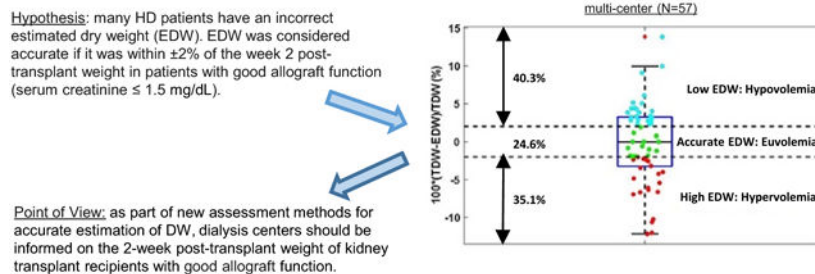 Hypothesis: many HD patients have an incorrect
estimated dry weight (EDW). EDW was considered
accurate if it was within ±2% of the week 2 post-
transplant weight in patients with good allograft function
(serum creatinine ≤ 1.5 mg/dL).
Point of View: as part of new assessment methods for
accurate estimation of DW, dialysis centers should be
informed on the 2-week post-transplant weight of kidney
transplant recipients with good allograft function.
multi-center (N=57)
100*(TDW-EDW)/TDW (%)
15
10
5
0
-5
-10
40.3%
24.6%
35.1%
Low EDW: Hypovolemia
Accurate EDW: Euvolemia
High EDW: Hypervolemia